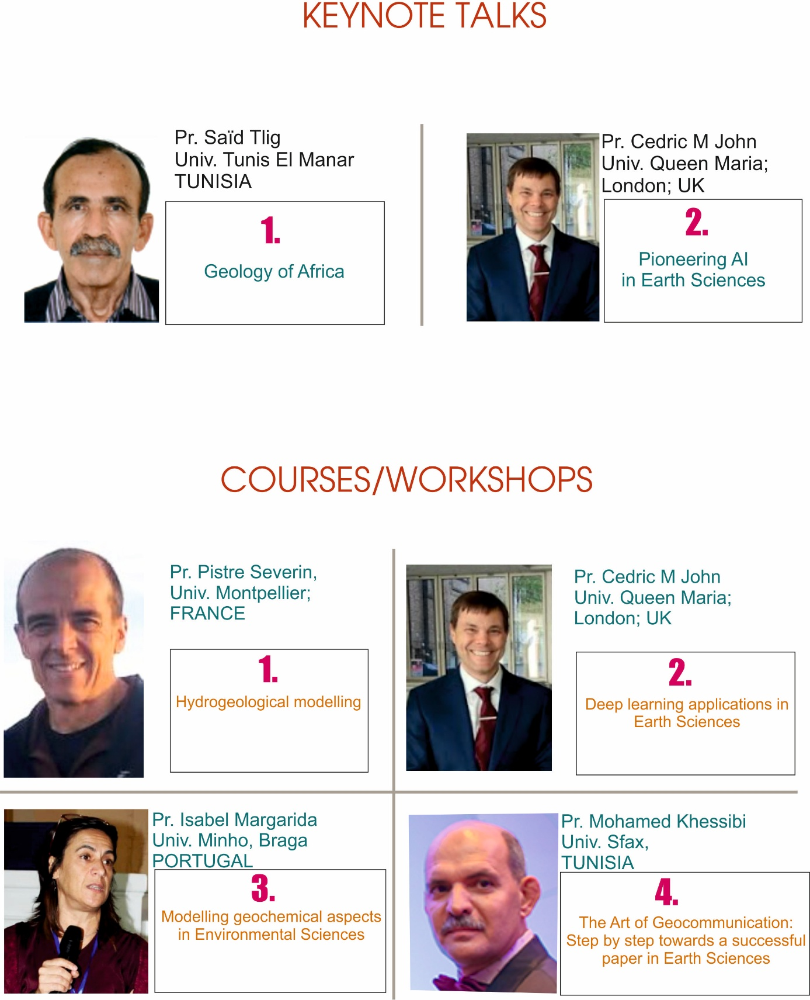 KEYNOTE TALKS
Pr. Saïd Tlig
Univ. Tunis El Manar
TUNISIA
1.
Geology of Africa
Pr. Cedric M John
Univ. Queen Maria;
London; UK
2.
Pioneering AI
in Earth Sciences
COURSES/WORKSHOPS
Pr. Pistre Severin,
Univ. Montpellier;
FRANCE
1.
Hydrogeological modelling
Pr. Cedric M John
Univ. Queen Maria;
London; UK
2.
Deep learning applications in
Earth Sciences
Pr. Isabel Margarida
Univ. Minho, Braga
PORTUGAL
3.
Modelling geochemical aspects
in Environmental Sciences
Pr. Mohamed Khessibi
Univ. Sfax,
TUNISIA
4.
The Art of Geocommunication:
Step by step towards a successful
paper in Earth Sciences